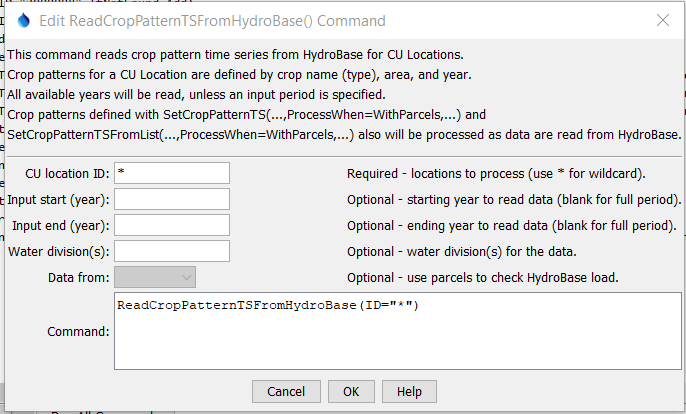 Edit ReadCropPatternTSFromHydroBase() Command
This command reads crop pattern time series from HydroBase for CU Locations.
Crop patterns for a CU Location are defined by crop name (type), area, and year.
All available years will be read, unless an input period is specified.
Crop patterns defined with SetCropPatternTS(...,ProcessWhen=WithParcels,...) and
SetCropPatternTSFromList(...,ProcessWhen=WithParcels,...) also will be processed as data are read from HydroBase.
CU location ID: * Required - locations to process (use * for wildcard).
Input start (year): Optional - starting year to read data (blank for full period).
Input end (year): Optional - ending year to read data (blank for full period).
Water division(s): Optional - water division(s) for the data.
Data from: Optional - use parcels to check HydroBase load.
Command: ReadCropPatternTSFromHydroBase(ID="*")
Cancel OK Help